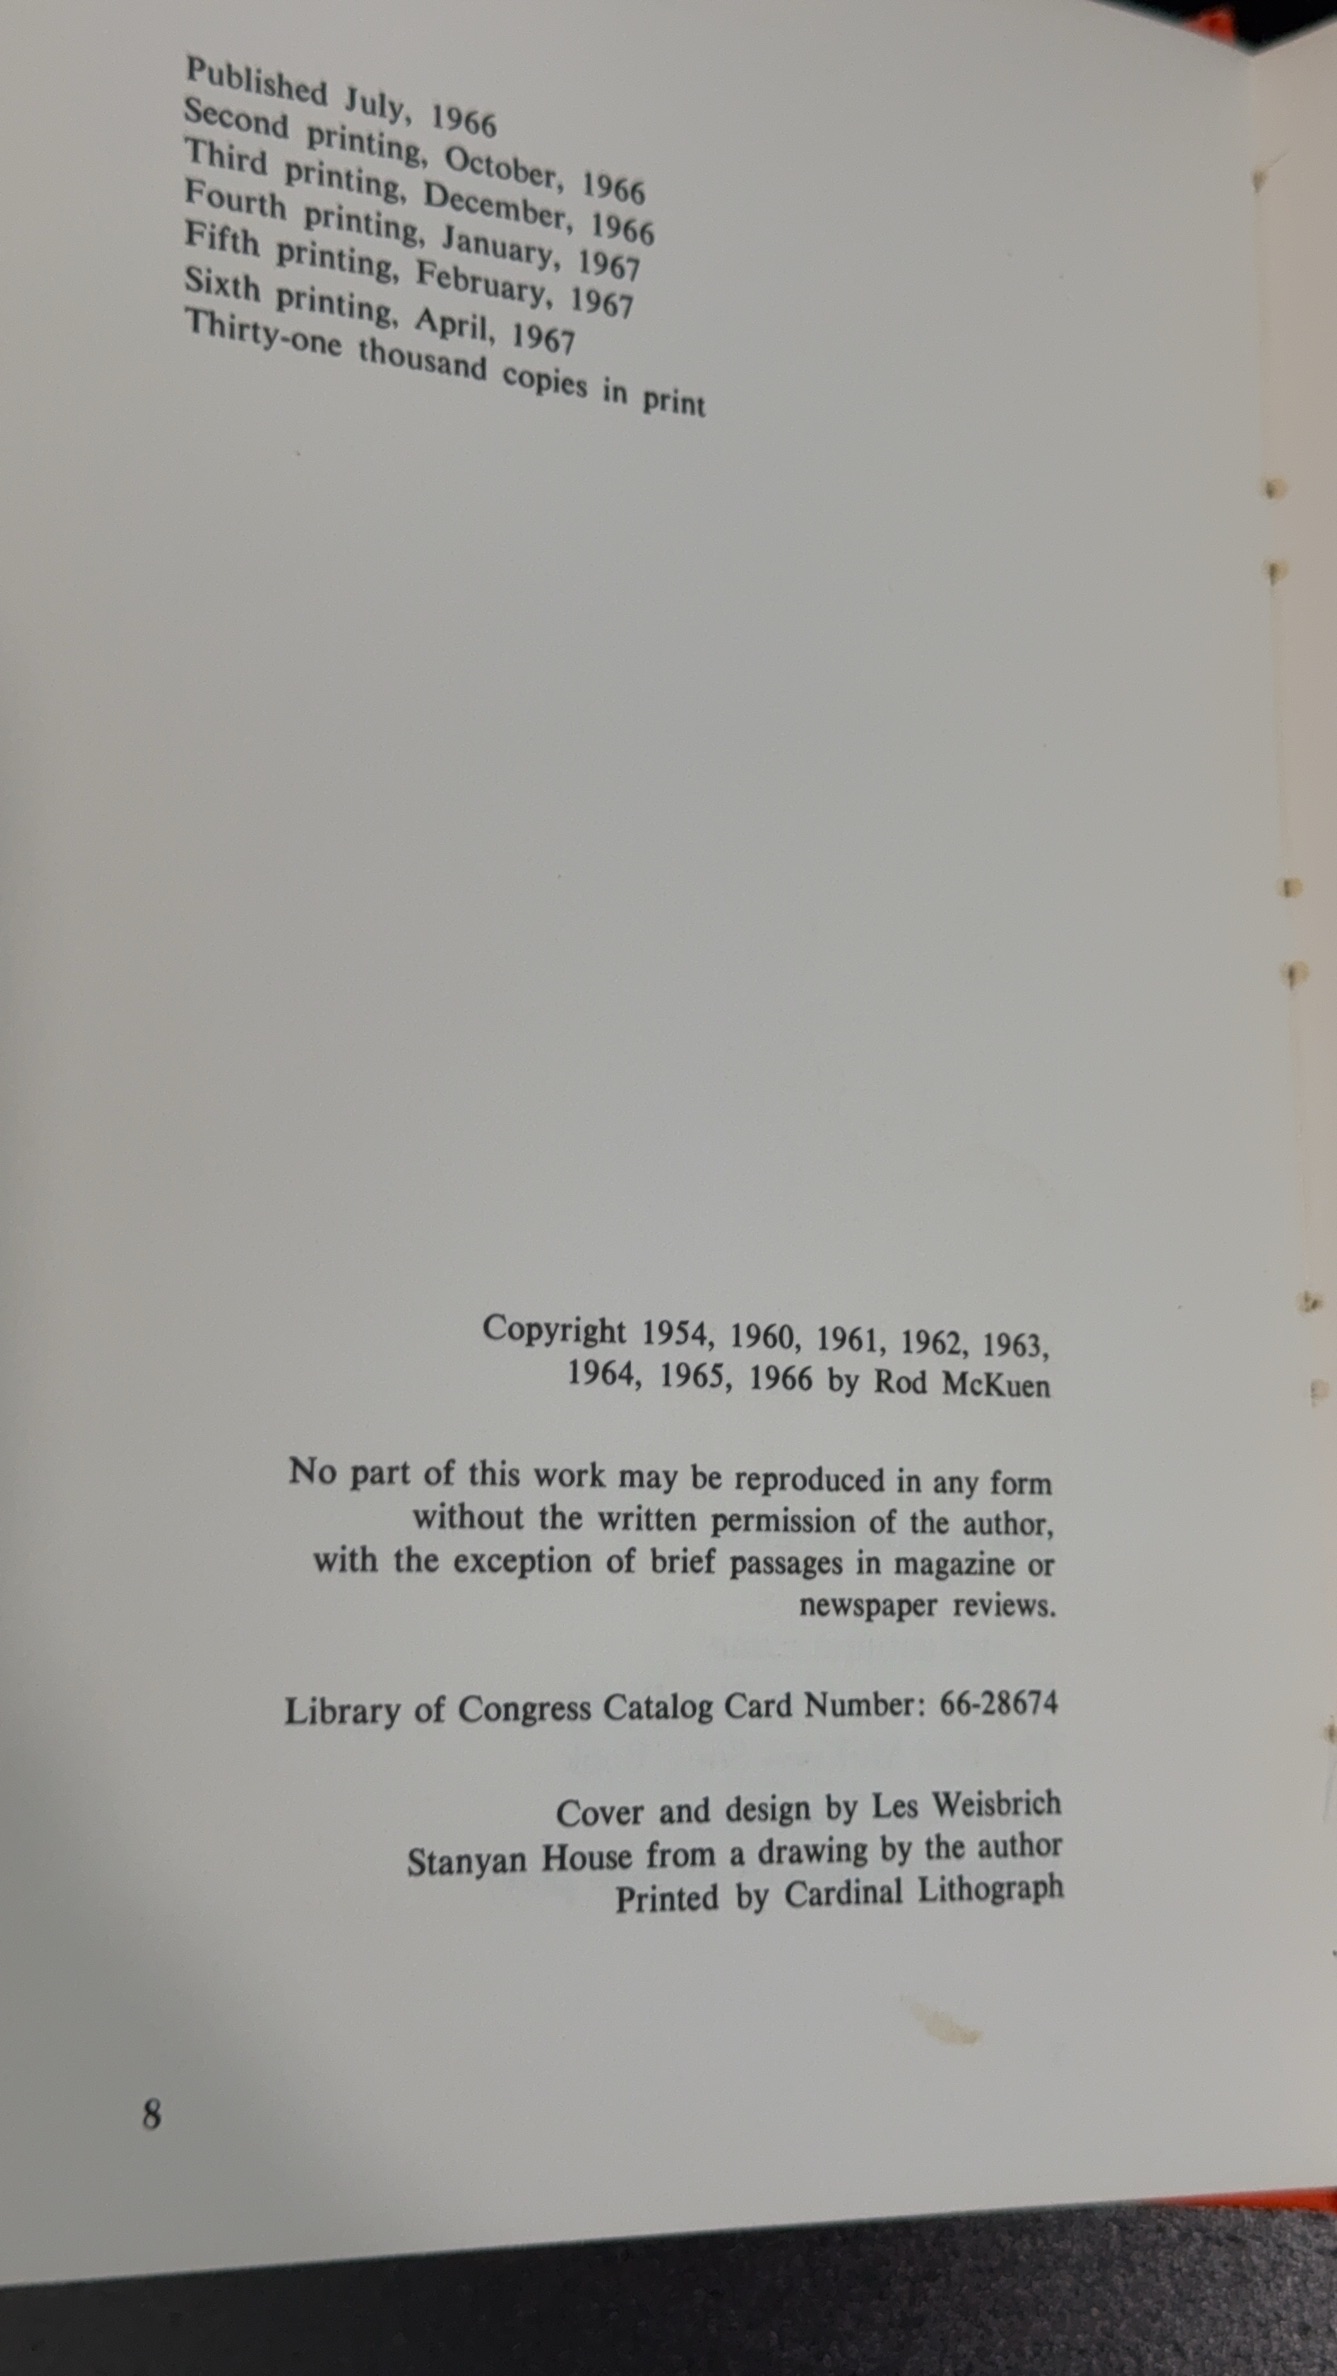 Published July, 1966
Second printing, October, 1966
Third printing, December, 1966
Fourth printing, January, 1967
Fifth printing, February, 1967
Sixth printing, April, 1967
Thirty-one thousand copies in print
Copyright 1954, 1960, 1961, 1962, 1963,
1964, 1965, 1966 by Rod McKuen
No part of this work may be reproduced in any form
without the written permission of the author,
with the exception of brief passages in magazine or
newspaper reviews.
Library of Congress Catalog Card Number: 66-28674
Cover and design by Les Weisbrich
Stanyan House from a drawing by the author
Printed by Cardinal Lithograph
8